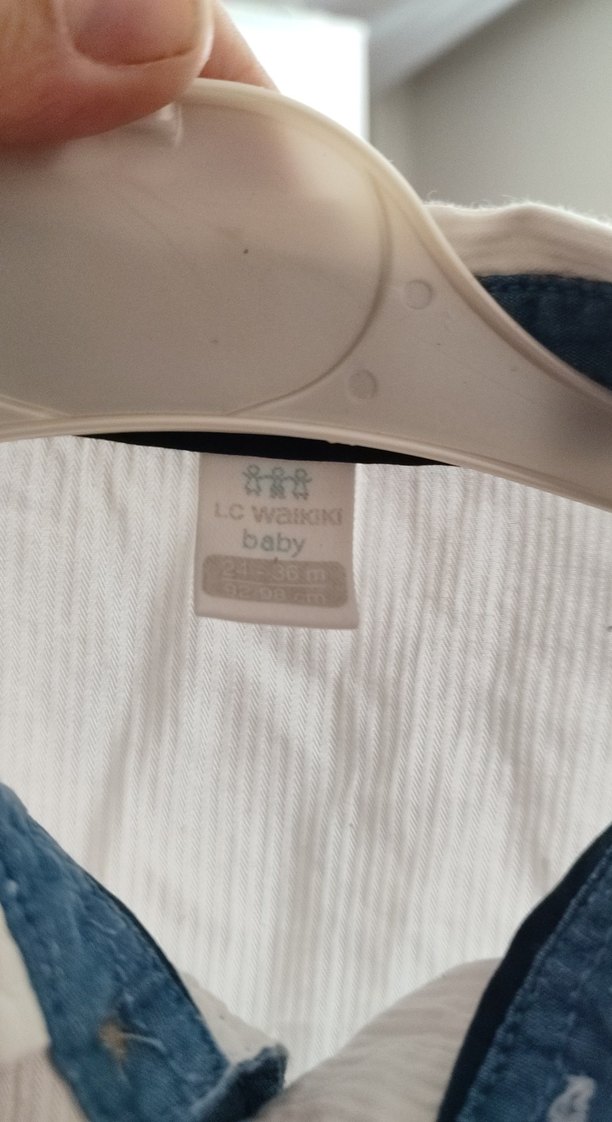 LC Waikiki
baby
24 - 36 m
92-98 cm